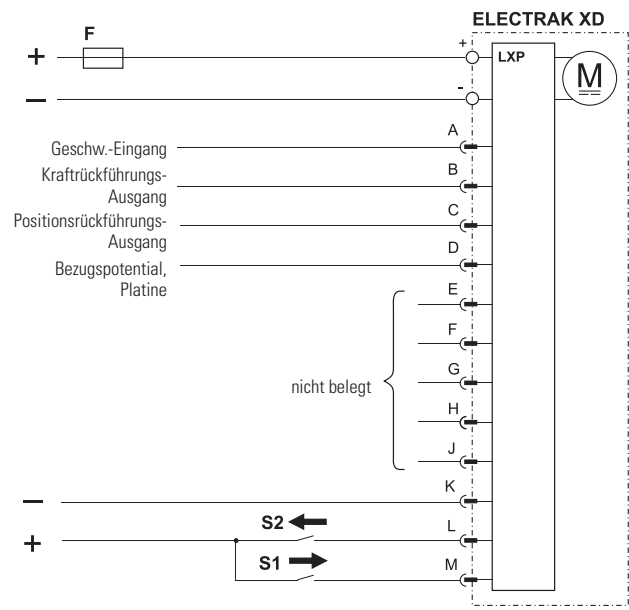 ELECTRAK XD
F
+
+
LXP
M
–
-
A
Geschw.-Eingang
B
Kraftrückführungs-
Ausgang
C
Positionsrückführungs-
Ausgang
D
Bezugspotential,
Platine
E
F
G
nicht belegt
H
J
K
–
S2
L
+
S1
M